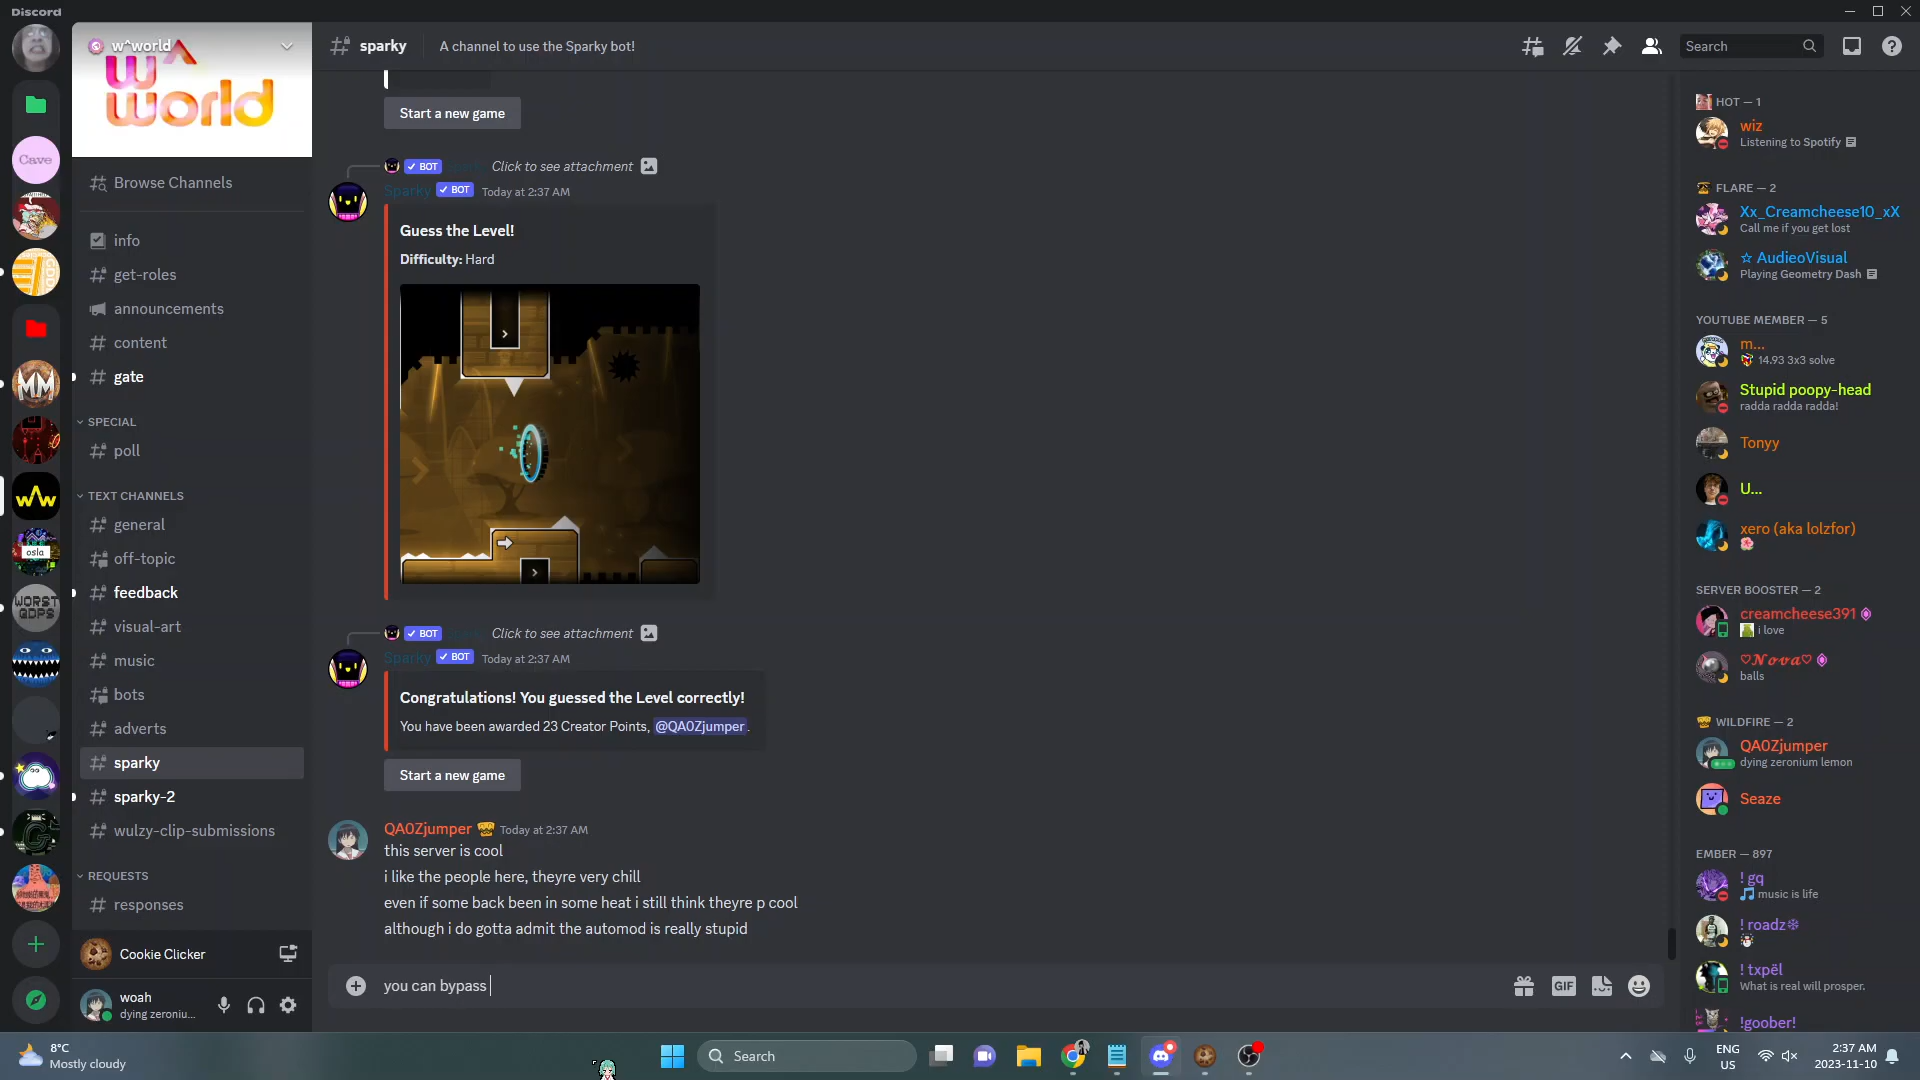 Discord
w^world
w^
world
sparky
A channel to use the Sparky bot!
Search
Browse Channels
info
get-roles
announcements
content
gate
SPECIAL
poll
TEXT CHANNELS
general
off-topic
feedback
visual-art
music
bots
adverts
sparky
sparky-2
wulzy-clip-submissions
REQUESTS
responses
Cookie Clicker
woah
dying zeroniu...
Cave
osla
WORST
GDPS
Start a new game
BOT Click to see attachment
Sparky BOT Today at 2:37 AM
Guess the Level!
Difficulty: Hard
BOT Click to see attachment
Sparky BOT Today at 2:37 AM
Congratulations! You guessed the Level correctly!
You have been awarded 23 Creator Points, @QA0Zjumper.
Start a new game
QA0Zjumper Today at 2:37 AM
this server is cool
i like the people here, theyre very chill
even if some back been in some heat i still think theyre p cool
although i do gotta admit the automod is really stupid
you can bypass
GIF
HOT — 1
wiz
Listening to Spotify
FLARE — 2
Xx_Creamcheese10_xX
Call me if you get lost
☆ AudieoVisual
Playing Geometry Dash
YOUTUBE MEMBER — 5
m...
14.93 3x3 solve
Stupid poopy-head
radda radda radda!
Tonyy
U...
xero (aka lolzfor)
SERVER BOOSTER — 2
creamcheese391
i love
♡𝓝𝓸𝓿𝓪♡
balls
WILDFIRE — 2
QA0Zjumper
dying zeronium lemon
Seaze
EMBER — 897
! gq
music is life
! roadz❄
! txpël
What is real will prosper.
!goober!
8°C
Mostly cloudy
Search
ENG
US
2:37 AM
2023-11-10